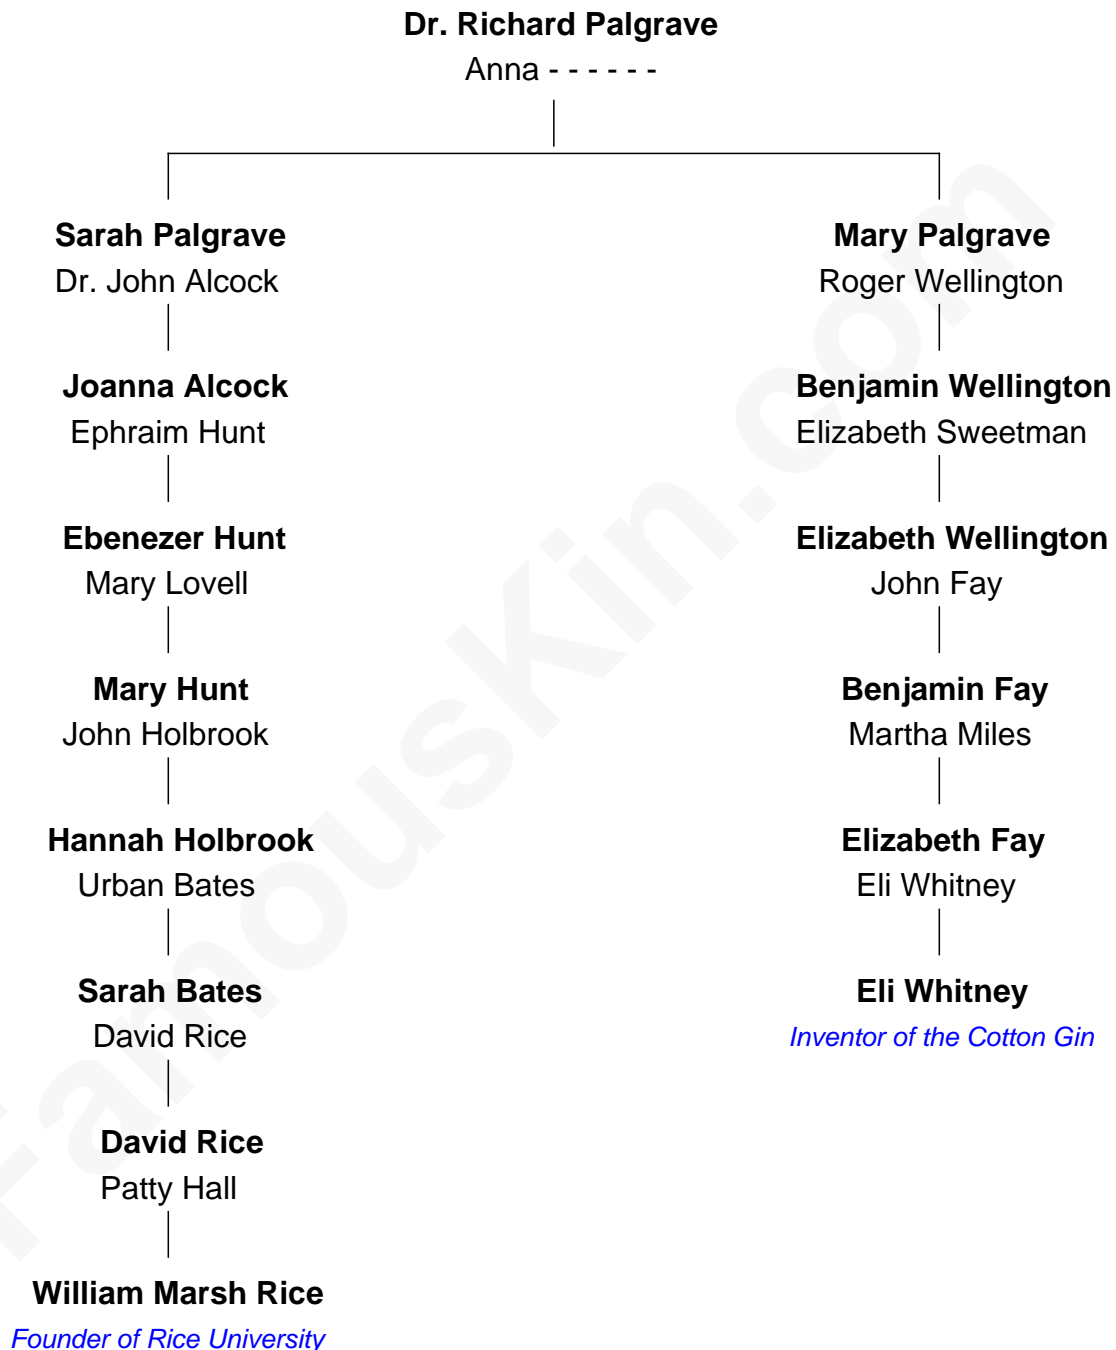 Dr. Richard Palgrave
Anna - - - - - -
Sarah Palgrave
Dr. John Alcock
Mary Palgrave
Roger Wellington
Joanna Alcock
Ephraim Hunt
Benjamin Wellington
Elizabeth Sweetman
Ebenezer Hunt
Mary Lovell
Elizabeth Wellington
John Fay
Mary Hunt
John Holbrook
Benjamin Fay
Martha Miles
Hannah Holbrook
Urban Bates
Elizabeth Fay
Eli Whitney
Sarah Bates
David Rice
Eli Whitney
Inventor of the Cotton Gin
David Rice
Patty Hall
William Marsh Rice
Founder of Rice University
FamousKin.com